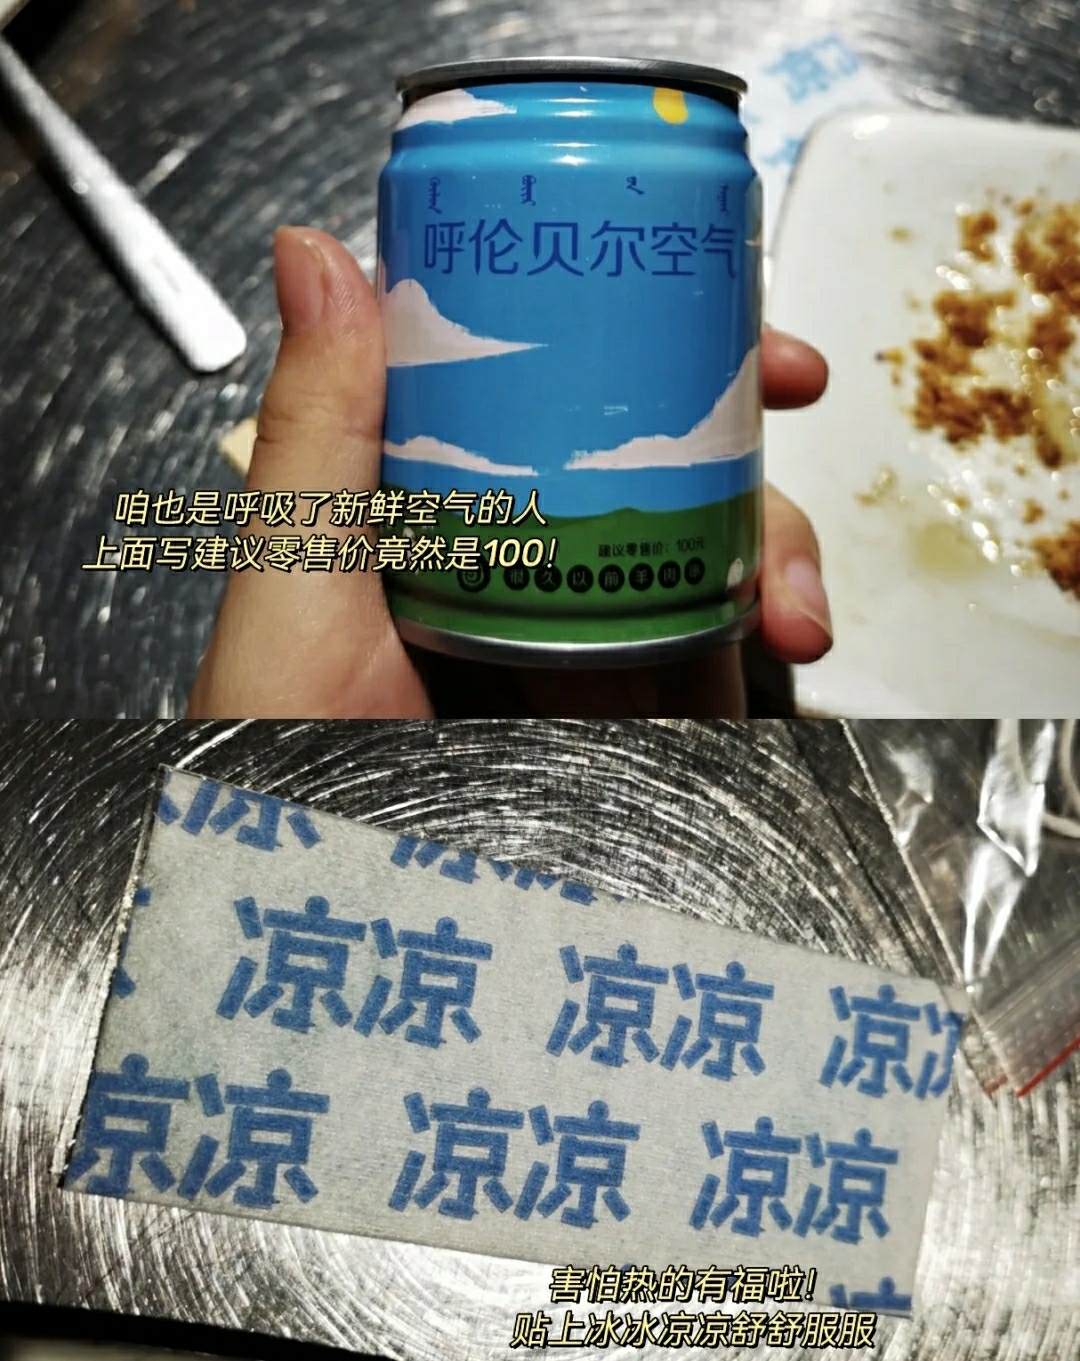 呼伦贝尔空气
咱也是呼吸了新鲜空气的人
上面写建议零售价竟然是100！
建议零售价：100元
很久以前羊肉串
凉凉
凉凉 凉凉 凉
凉凉 凉凉 凉凉
害怕热的有福啦！
贴上冰冰凉凉舒舒服服